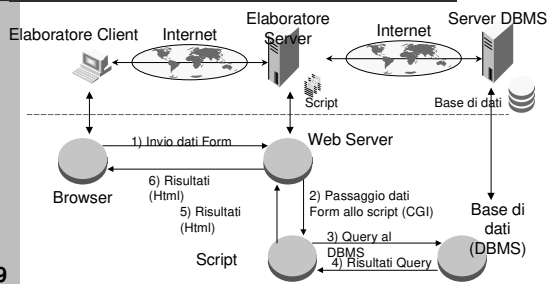 Elaboratore Client
Internet
Elaboratore
Server
Internet
Server DBMS
Script
Base di dati
1) Invio dati Form
Web Server
6) Risultati
(Html)
Browser
5) Risultati
(Html)
2) Passaggio dati
Form allo script (CGI)
Base di
dati
(DBMS)
3) Query al
DBMS
Script
4) Risultati Query
9